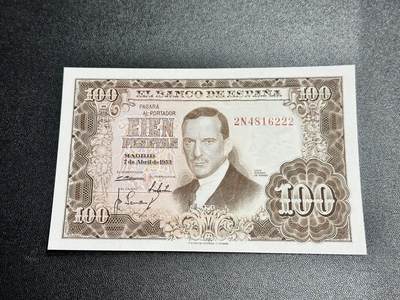 100 EL BANCO DE ESPAÑA 100
PAGARÁ
AL PORTADOR
CIEN
PESETAS
2N4816222
MADRID
7 de Abril de 1953
100 100